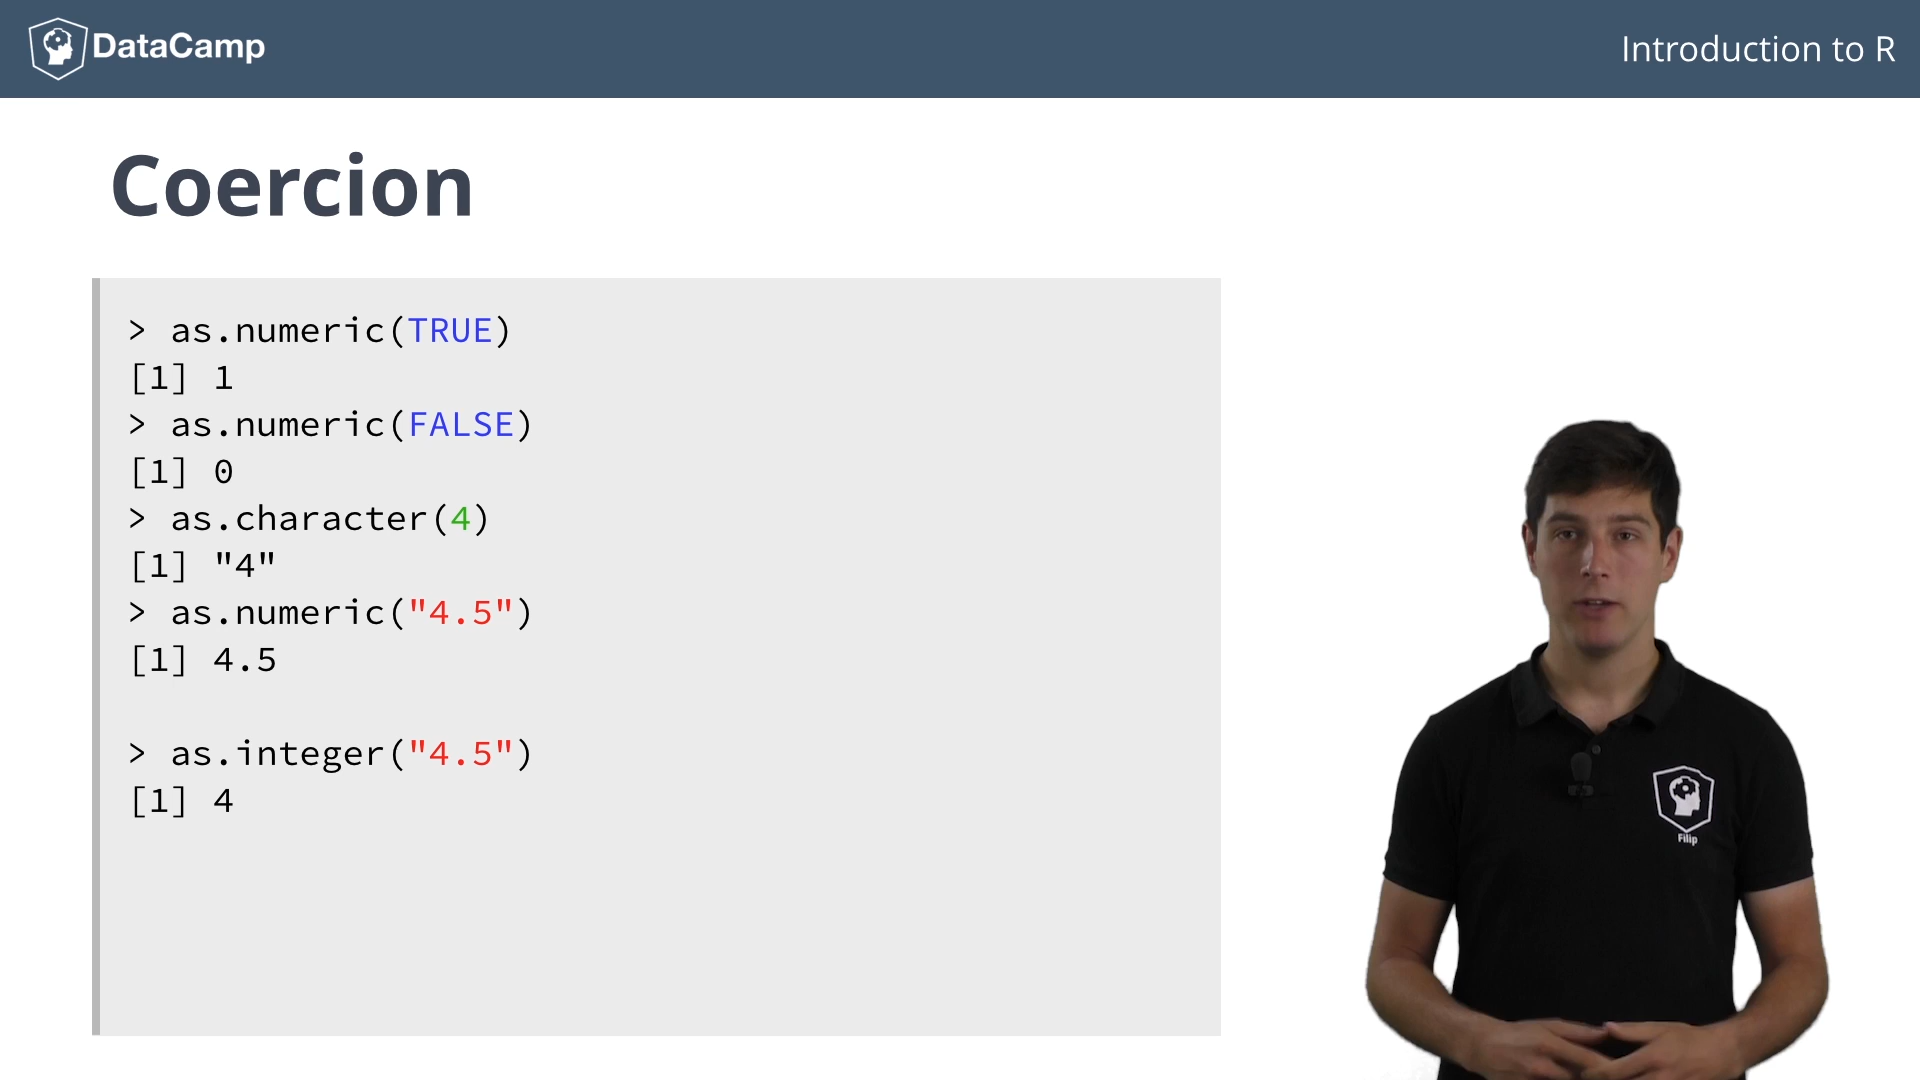 DataCamp
Introduction to R
Coercion
> as.numeric(TRUE)
[1] 1
> as.numeric(FALSE)
[1] 0
> as.character(4)
[1] "4"
> as.numeric("4.5")
[1] 4.5
> as.integer("4.5")
[1] 4
Filip